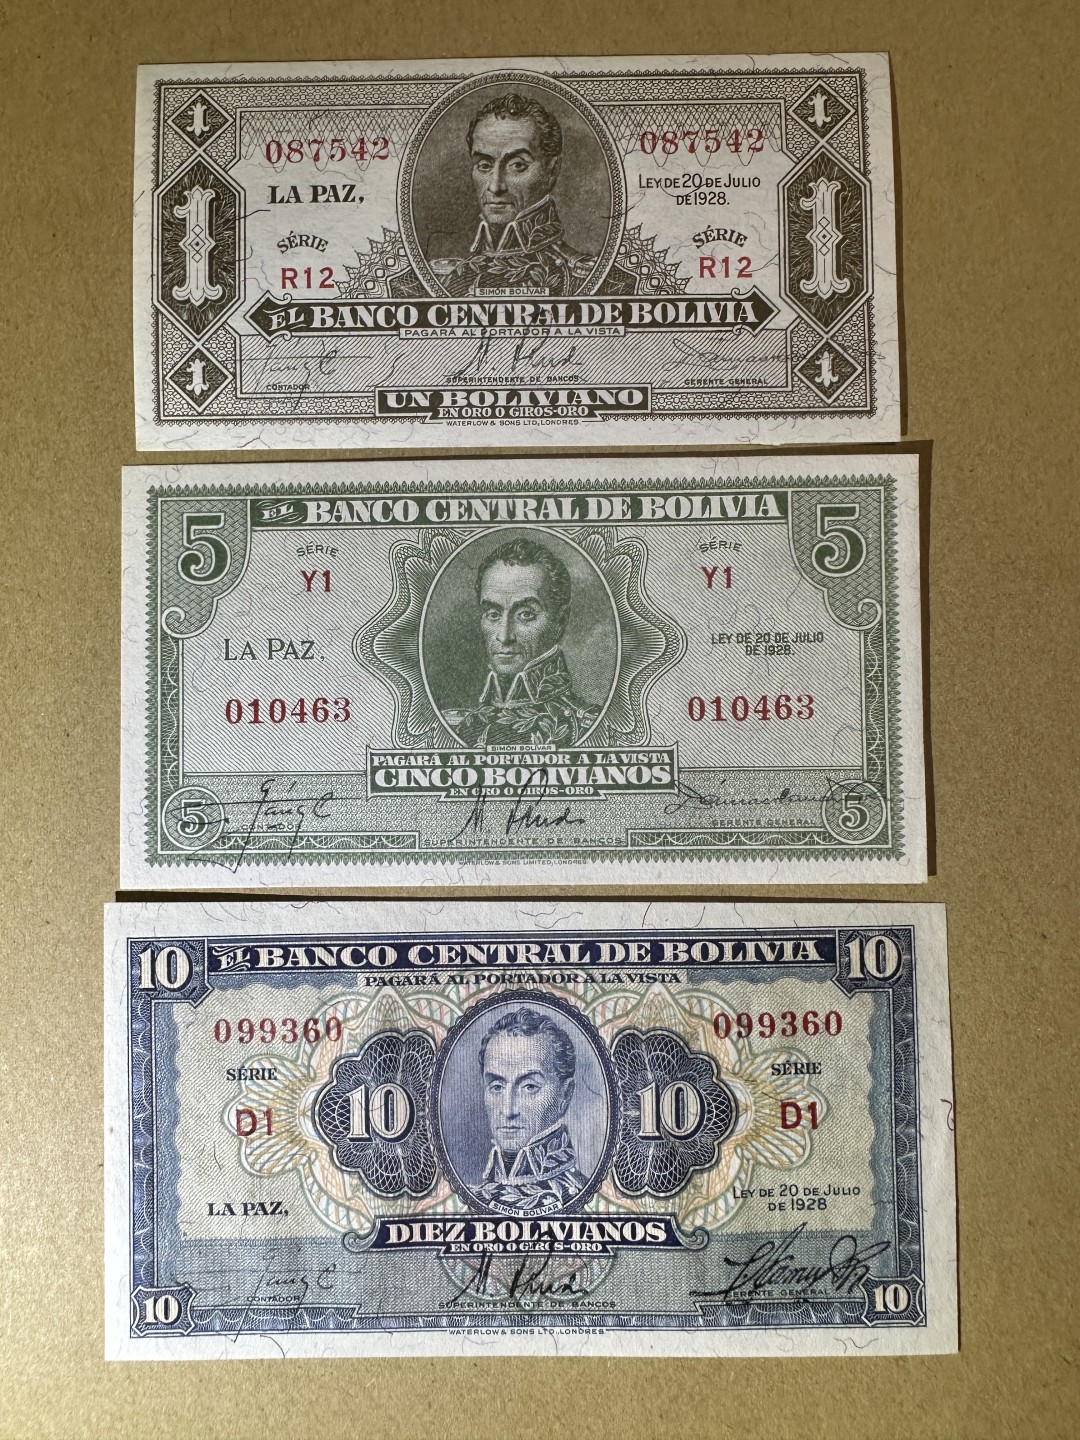 1 1
087542 087542
LA PAZ, LEY DE 20 DE JULIO
DE 1928.
1 1
SÉRIE SÉRIE
R12 R12
SIMÓN BOLÍVAR
EL BANCO CENTRAL DE BOLIVIA
PAGARÁ AL PORTADOR A LA VISTA
1 1
CONTADOR SUPERINTENDENTE DE BANCOS GERENTE GENERAL
UN BOLIVIANO
EN ORO O GIROS-ORO
WATERLOW & SONS LTD, LONDRES
EL BANCO CENTRAL DE BOLIVIA
5 5
SÉRIE SÉRIE
Y1 Y1
LA PAZ, LEY DE 20 DE JULIO
DE 1928.
010463 010463
SIMÓN BOLÍVAR
PAGARÁ AL PORTADOR A LA VISTA
CINCO BOLIVIANOS
EN ORO O GIROS-ORO
5 5
CONTADOR SUPERINTENDENTE DE BANCOS GERENTE GENERAL
WATERLOW & SONS LIMITED, LONDRES
10 EL BANCO CENTRAL DE BOLIVIA 10
PAGARÁ AL PORTADOR A LA VISTA
099360 099360
SÉRIE SÉRIE
D1 10 10 D1
LA PAZ, LEY DE 20 DE JULIO
DE 1928
SIMÓN BOLÍVAR
DIEZ BOLIVIANOS
EN ORO O GIROS-ORO
10 CONTADOR SUPERINTENDENTE DE BANCOS GERENTE GENERAL 10
WATERLOW & SONS LTD., LONDRES